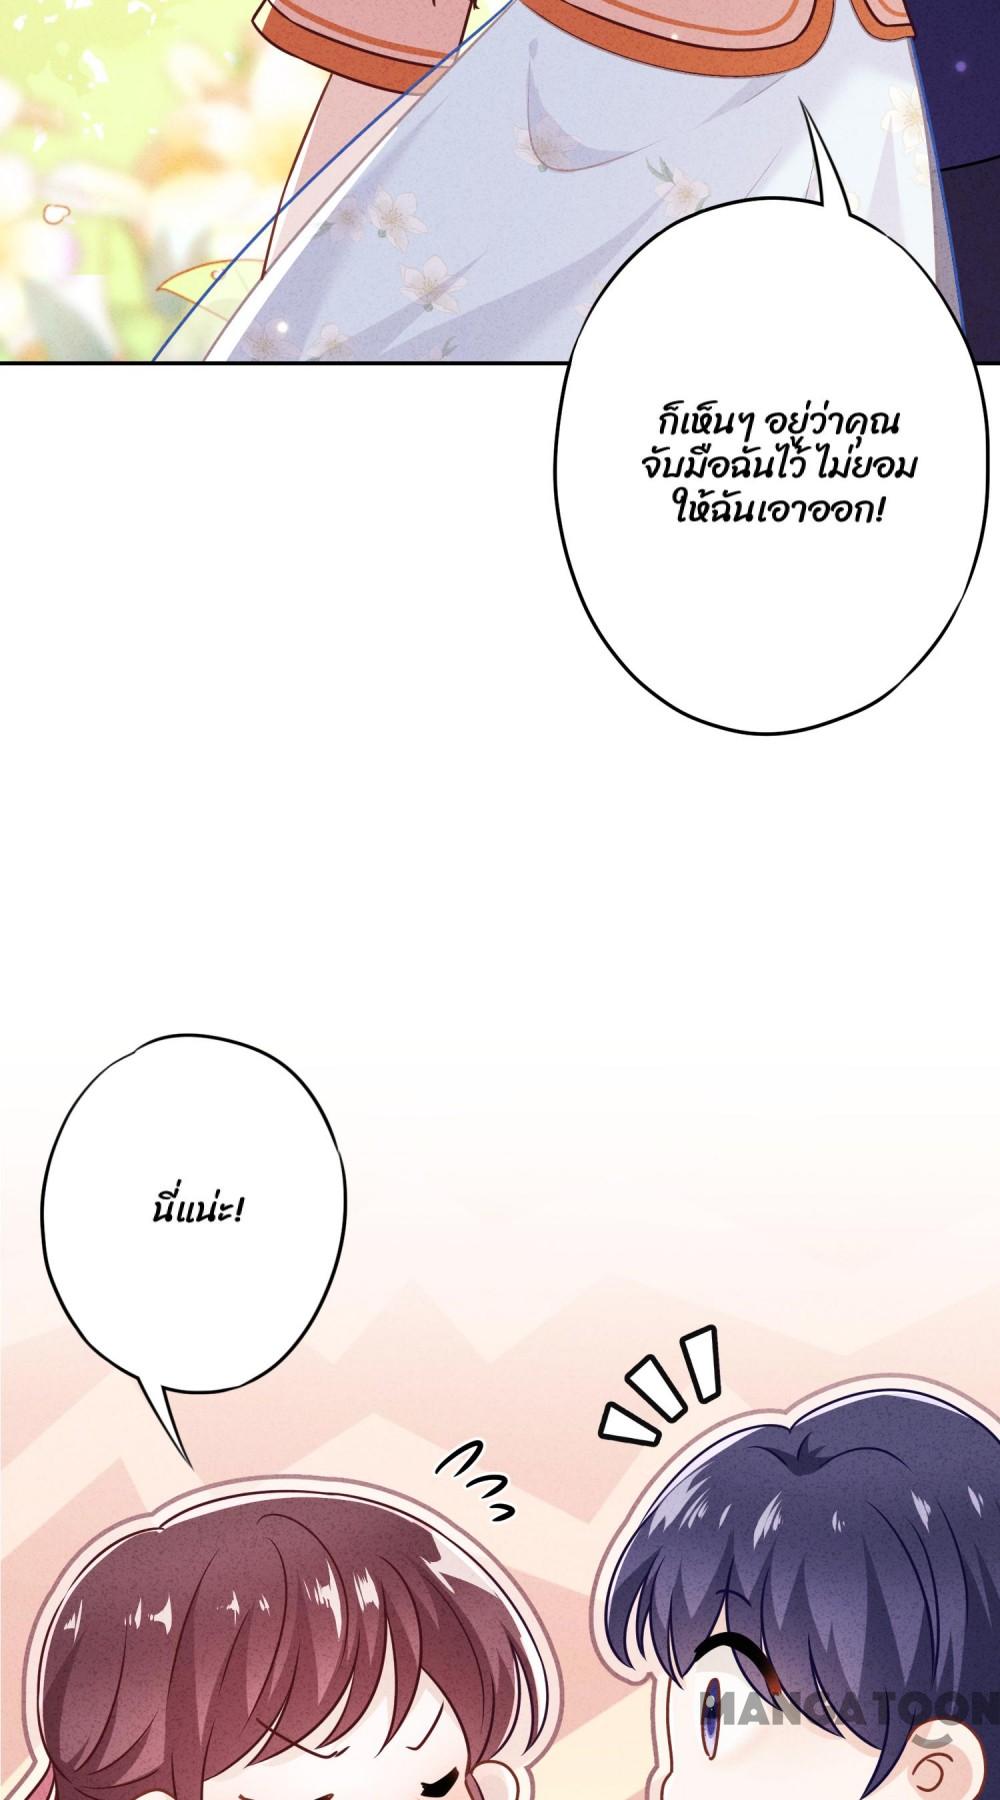 ก็เห็นๆ อยู่ว่าคุณ
จับมือฉันไว้ ไม่ยอม
ให้ฉันเอาออก!
นี่แน่ะ!
MANGATOON